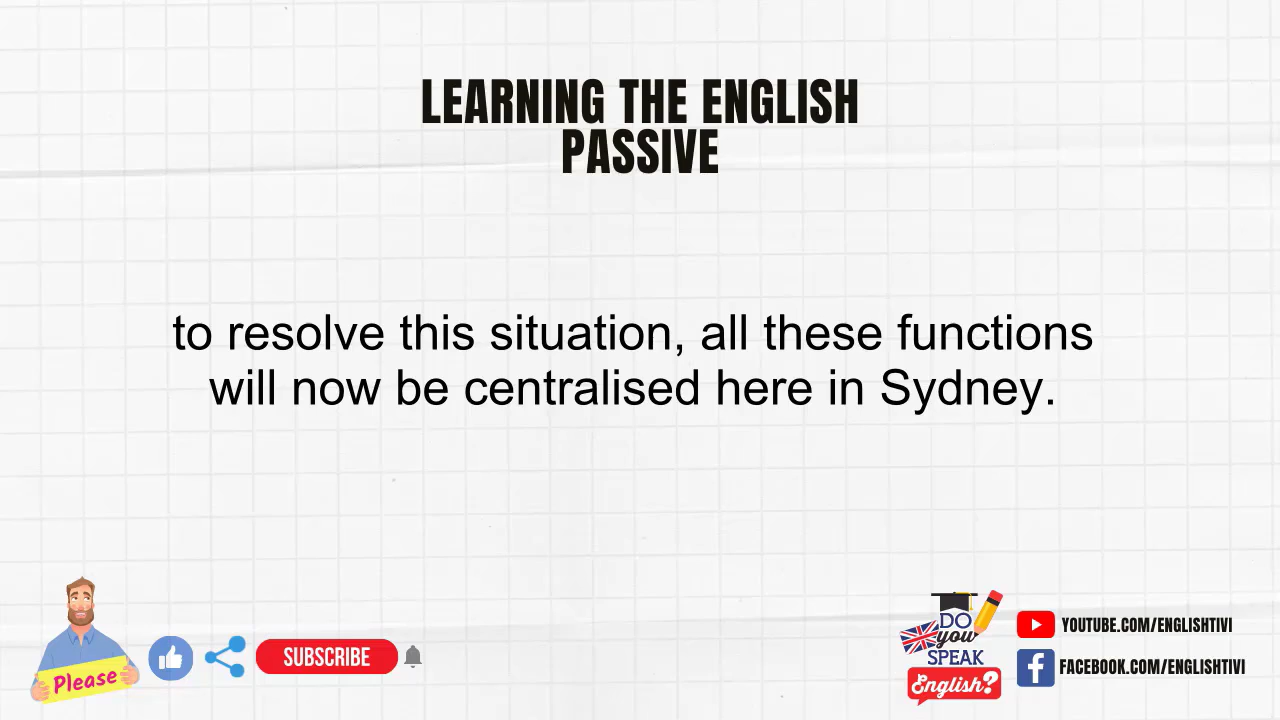 LEARNING THE ENGLISH
PASSIVE
to resolve this situation, all these functions
will now be centralised here in Sydney.
Please
SUBSCRIBE
DO
you
SPEAK
English?
YOUTUBE.COM/ENGLISHTIVI
FACEBOOK.COM/ENGLISHTIVI